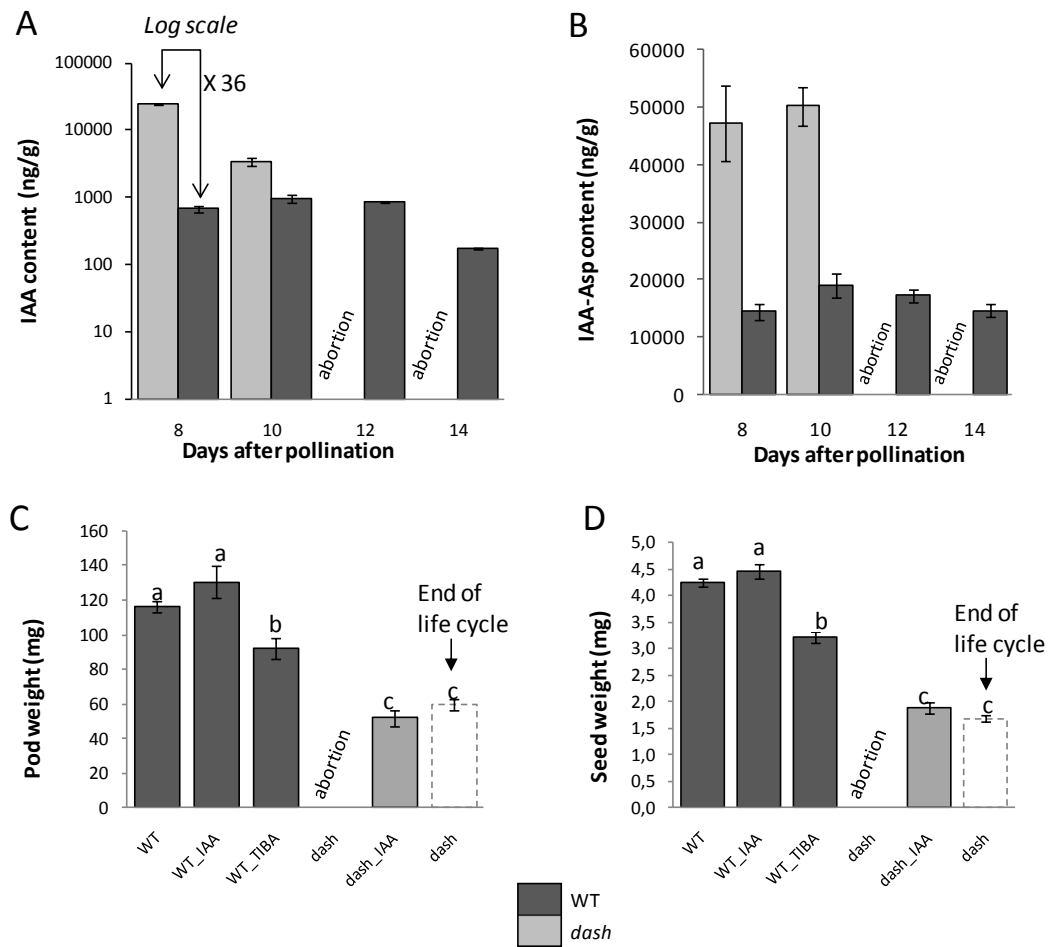 A
Log scale
X 36
100000
10000
1000
100
10
1
IAA content (ng/g)
abortion
abortion
8 10 12 14
Days after pollination
B
60000
50000
40000
30000
20000
10000
0
IAA-Asp content (ng/g)
abortion
abortion
8 10 12 14
Days after pollination
C
160
140
120
100
80
60
40
20
0
Pod weight (mg)
a
a
b
abortion
c
c
End of
life cycle
WT
WT_IAA
WT_TIBA
dash
dash_IAA
dash
D
5,0
4,5
4,0
3,5
3,0
2,5
2,0
1,5
1,0
0,5
0,0
Seed weight (mg)
a
a
b
abortion
c
c
End of
life cycle
WT
WT_IAA
WT_TIBA
dash
dash_IAA
dash
WT
dash